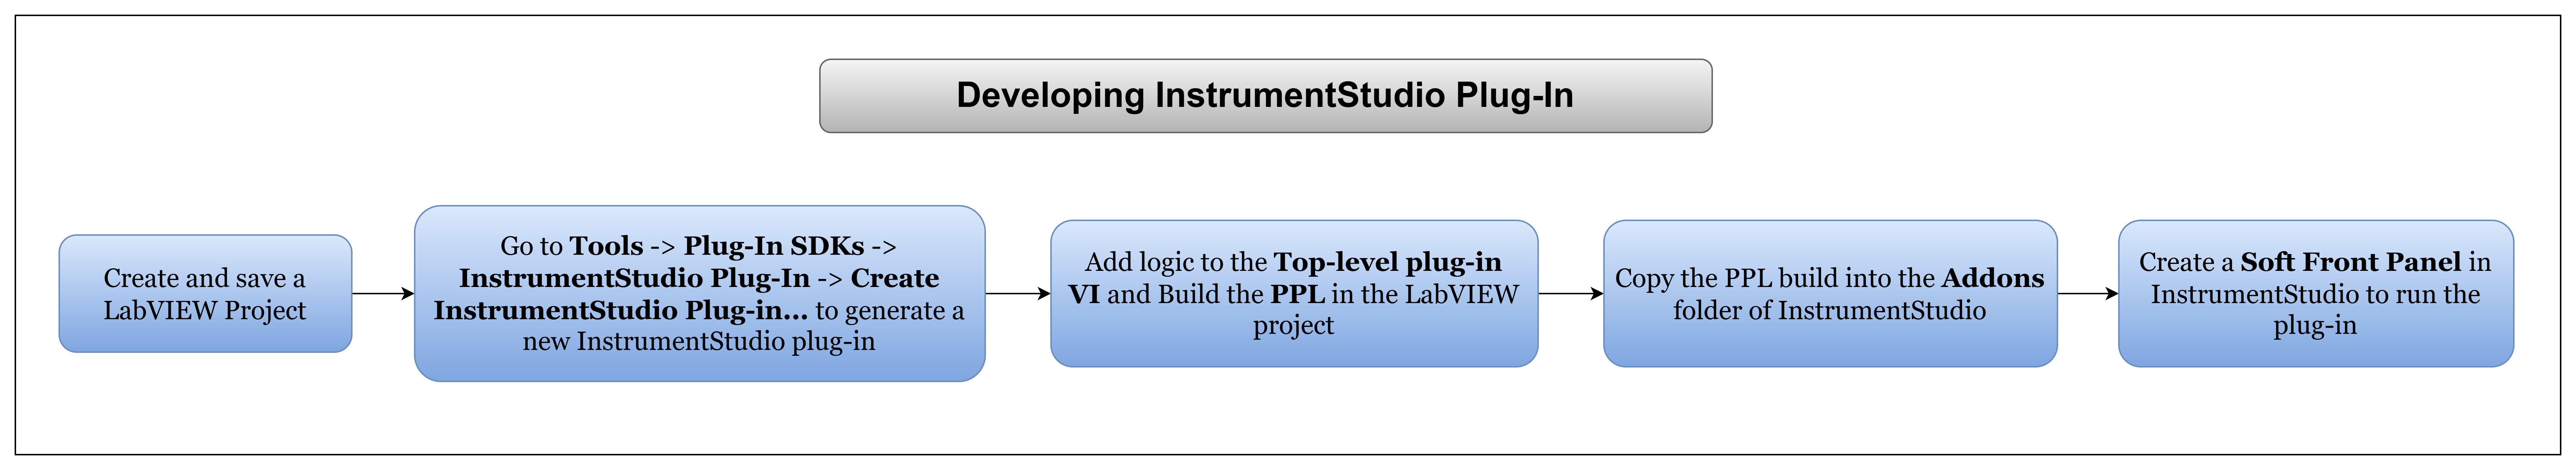 Developing InstrumentStudio Plug-In
Create and save a
LabVIEW Project
Go to Tools -> Plug-In SDKs ->
InstrumentStudio Plug-In -> Create
InstrumentStudio Plug-in... to generate a
new InstrumentStudio plug-in
Add logic to the Top-level plug-in
VI and Build the PPL in the LabVIEW
project
Copy the PPL build into the Addons
folder of InstrumentStudio
Create a Soft Front Panel in
InstrumentStudio to run the
plug-in